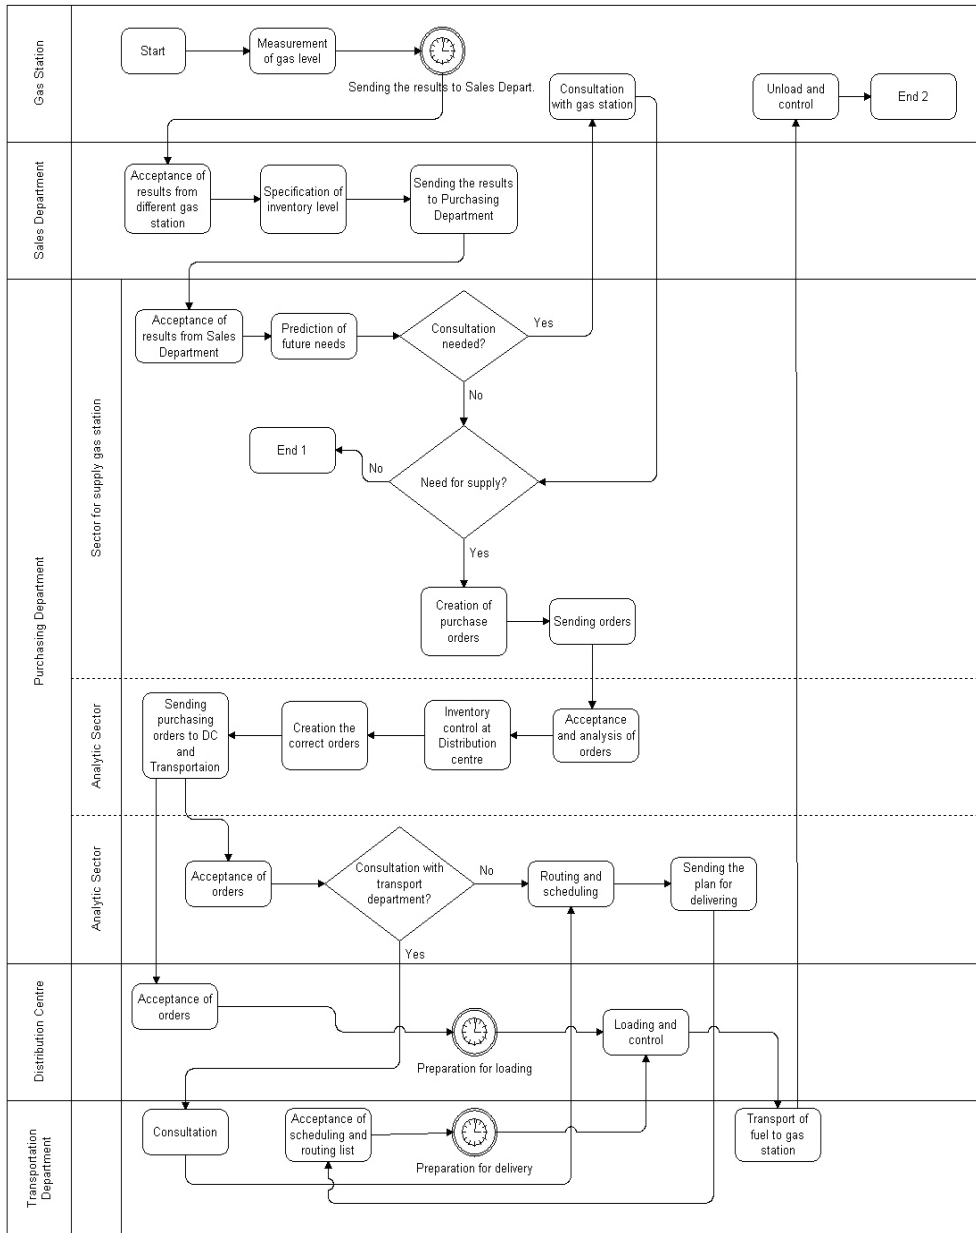 Gas Station
Start
Measurement
of gas level
Sending the results to Sales Depart.
Consultation
with gas station
Unload and
control
End 2
Sales Department
Acceptance of
results from
different gas
station
Specification of
inventory level
Sending the results
to Purchasing
Department
Purchasing Department
Sector for supply gas station
Acceptance of
results from Sales
Department
Prediction of
future needs
Consultation
needed?
Yes
No
End 1
No
Need for supply?
Yes
Creation of
purchase
orders
Sending orders
Analytic Sector
Sending
purchasing
orders to DC
and
Transportaion
Creation the
correct orders
Inventory
control at
Distribution
centre
Acceptance
and analysis of
orders
Analytic Sector
Acceptance of
orders
Consultation with
transport
department?
No
Yes
Routing and
scheduling
Sending the
plan for
delivering
Distribution Centre
Acceptance of
orders
Preparation for loading
Loading and
control
Transportation
Department
Consultation
Acceptance of
scheduling and
routing list
Preparation for delivery
Transport of
fuel to gas
station